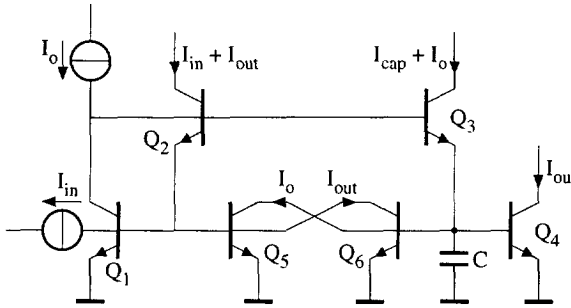 I_o
I_in + I_out
I_cap + I_o
Q_2
Q_3
I_in
I_o
I_out
I_ou
Q_1
Q_5
Q_6
C
Q_4